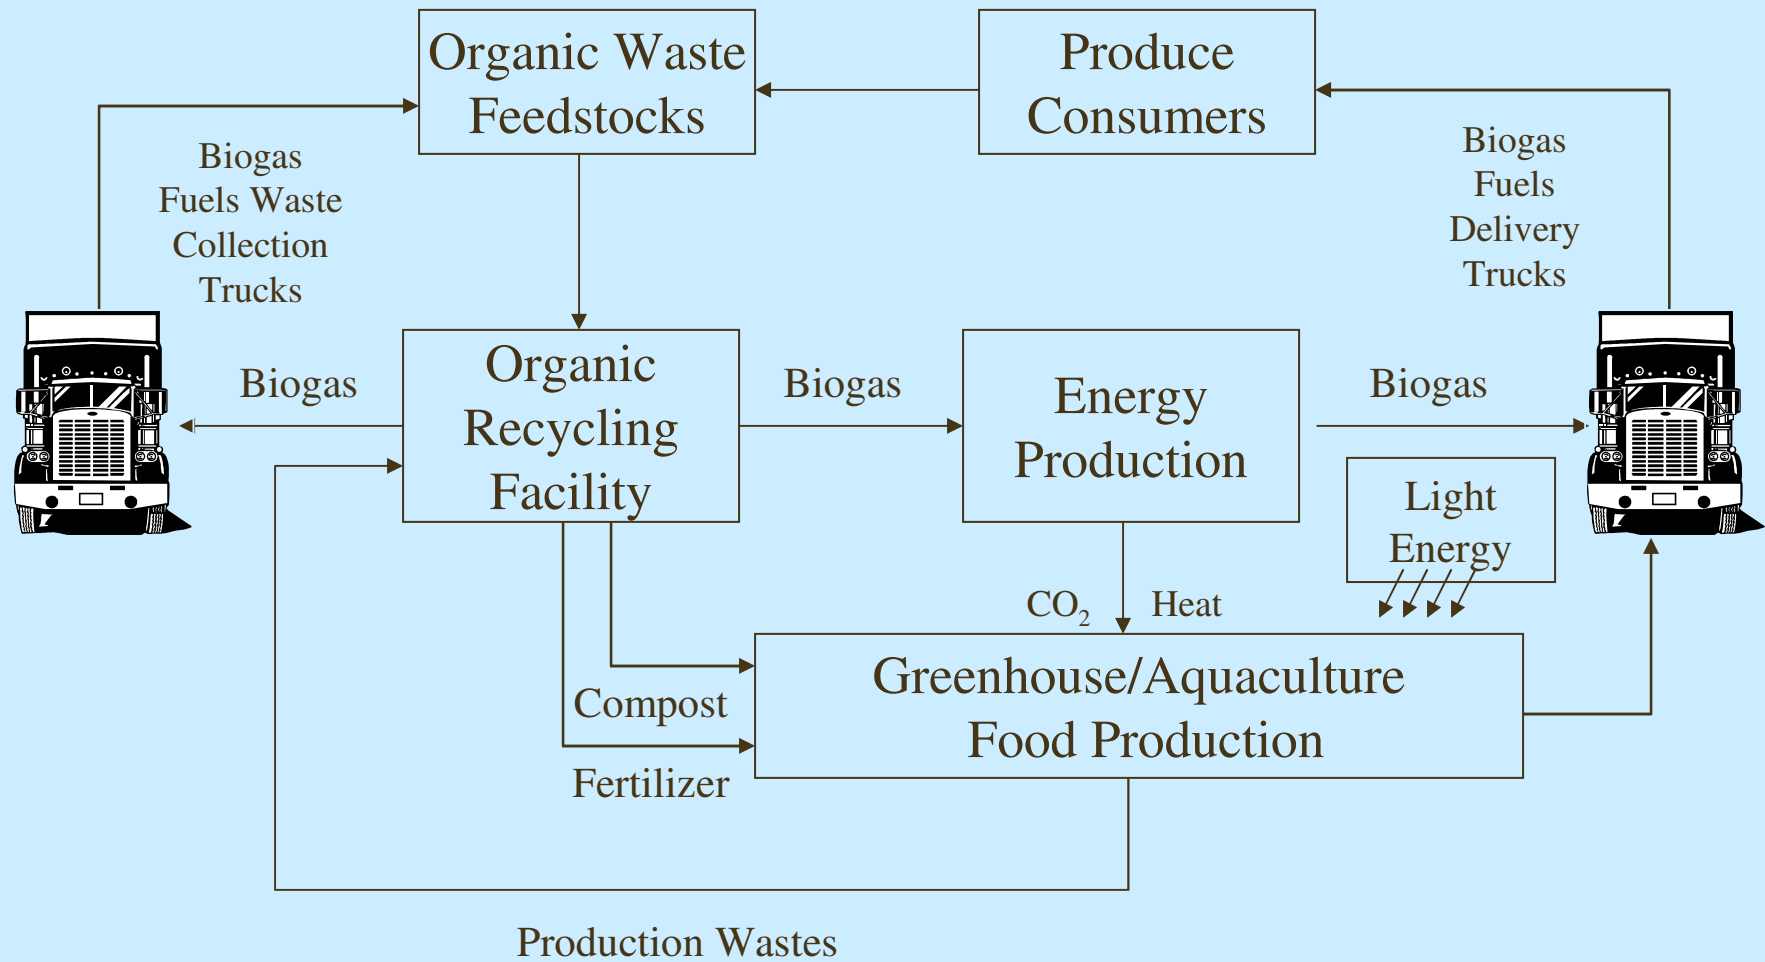 Organic Waste
Feedstocks
Produce
Consumers
Biogas
Fuels Waste
Collection
Trucks
Biogas
Fuels
Delivery
Trucks
Biogas
Organic
Recycling
Facility
Biogas
Energy
Production
Biogas
Light
Energy
CO₂
Heat
Compost
Fertilizer
Greenhouse/Aquaculture
Food Production
Production Wastes